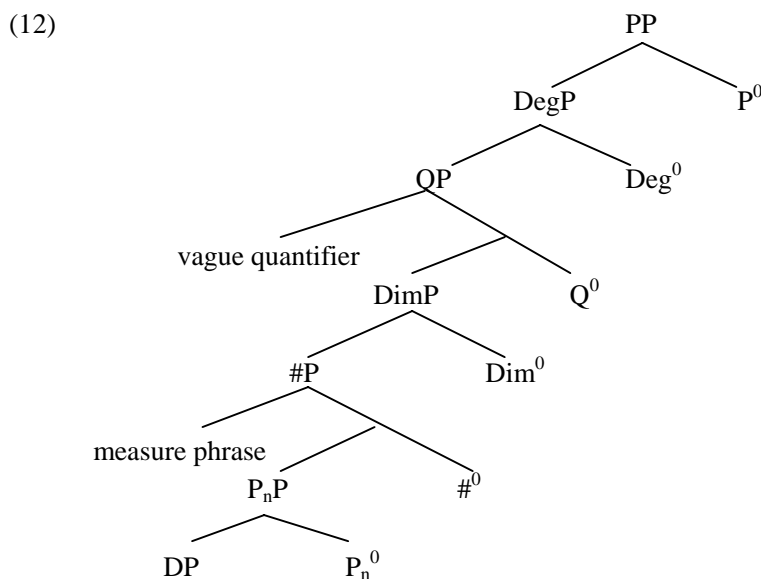 (12)
PP
DegP P⁰
QP Deg⁰
vague quantifier
DimP Q⁰
#P Dim⁰
measure phrase
PₙP #⁰
DP Pₙ⁰